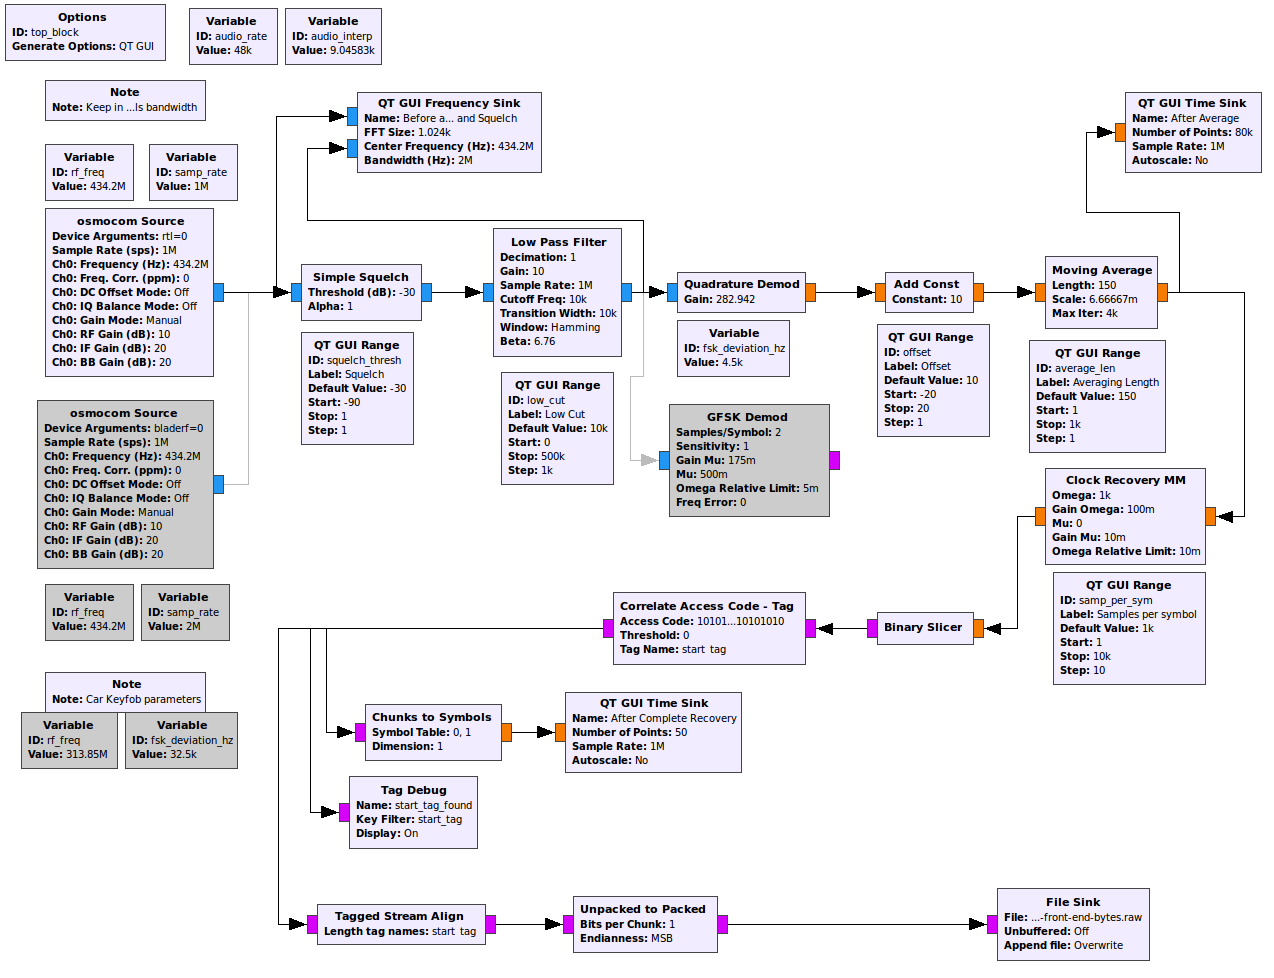 Options
ID: top_block
Generate Options: QT GUI
Variable
ID: audio_rate
Value: 48k
Variable
ID: audio_interp
Value: 9.04583k
Note
Note: Keep in ...ls bandwidth
Variable
ID: rf_freq
Value: 434.2M
Variable
ID: samp_rate
Value: 1M
QT GUI Frequency Sink
Name: Before a... and Squelch
FFT Size: 1.024k
Center Frequency (Hz): 434.2M
Bandwidth (Hz): 2M
QT GUI Time Sink
Name: After Average
Number of Points: 80k
Sample Rate: 1M
Autoscale: No
osmocom Source
Device Arguments: rtl=0
Sample Rate (sps): 1M
Ch0: Frequency (Hz): 434.2M
Ch0: Freq. Corr. (ppm): 0
Ch0: DC Offset Mode: Off
Ch0: IQ Balance Mode: Off
Ch0: Gain Mode: Manual
Ch0: RF Gain (dB): 10
Ch0: IF Gain (dB): 20
Ch0: BB Gain (dB): 20
Simple Squelch
Threshold (dB): -30
Alpha: 1
Low Pass Filter
Decimation: 1
Gain: 10
Sample Rate: 1M
Cutoff Freq: 10k
Transition Width: 10k
Window: Hamming
Beta: 6.76
Quadrature Demod
Gain: 282.942
Add Const
Constant: 10
Moving Average
Length: 150
Scale: 6.66667m
Max Iter: 4k
QT GUI Range
ID: squelch_thresh
Label: Squelch
Default Value: -30
Start: -90
Stop: 1
Step: 1
QT GUI Range
ID: low_cut
Label: Low Cut
Default Value: 10k
Start: 0
Stop: 500k
Step: 1k
Variable
ID: fsk_deviation_hz
Value: 4.5k
QT GUI Range
ID: offset
Label: Offset
Default Value: 10
Start: -20
Stop: 20
Step: 1
QT GUI Range
ID: average_len
Label: Averaging Length
Default Value: 150
Start: 1
Stop: 1k
Step: 1
osmocom Source
Device Arguments: bladerf=0
Sample Rate (sps): 1M
Ch0: Frequency (Hz): 434.2M
Ch0: Freq. Corr. (ppm): 0
Ch0: DC Offset Mode: Off
Ch0: IQ Balance Mode: Off
Ch0: Gain Mode: Manual
Ch0: RF Gain (dB): 10
Ch0: IF Gain (dB): 20
Ch0: BB Gain (dB): 20
GFSK Demod
Samples/Symbol: 2
Sensitivity: 1
Gain Mu: 175m
Mu: 500m
Omega Relative Limit: 5m
Freq Error: 0
Clock Recovery MM
Omega: 1k
Gain Omega: 100m
Mu: 0
Gain Mu: 10m
Omega Relative Limit: 10m
QT GUI Range
ID: samp_per_sym
Label: Samples per symbol
Default Value: 1k
Start: 1
Stop: 10k
Step: 10
Variable
ID: rf_freq
Value: 434.2M
Variable
ID: samp_rate
Value: 2M
Correlate Access Code - Tag
Access Code: 10101...10101010
Threshold: 0
Tag Name: start_tag
Binary Slicer
Note
Note: Car Keyfob parameters
Variable
ID: rf_freq
Value: 313.85M
Variable
ID: fsk_deviation_hz
Value: 32.5k
Chunks to Symbols
Symbol Table: 0, 1
Dimension: 1
QT GUI Time Sink
Name: After Complete Recovery
Number of Points: 50
Sample Rate: 1M
Autoscale: No
Tag Debug
Name: start_tag_found
Key Filter: start_tag
Display: On
Tagged Stream Align
Length tag names: start_tag
Unpacked to Packed
Bits per Chunk: 1
Endianness: MSB
File Sink
File: ...-front-end-bytes.raw
Unbuffered: Off
Append file: Overwrite